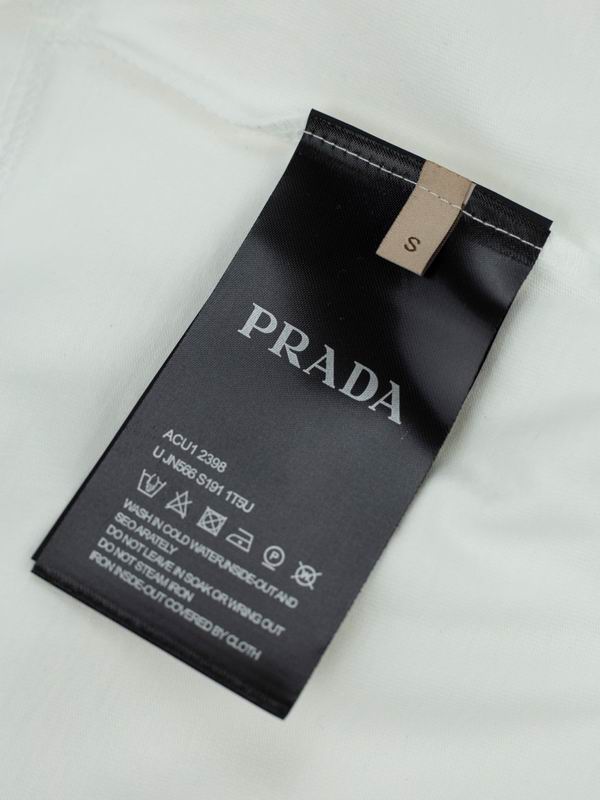 S
PRADA
ACU1 2398
U JN566 S191 1T5U
P
WASH IN COLD WATER,INSIDE-OUT AND
SEO ARATELY
DO NOT LEAVE IN SOAK OR WRING OUT
DO NOT STEAM IRON
IRON INSIDE-OUT COVERED BY CLOTH